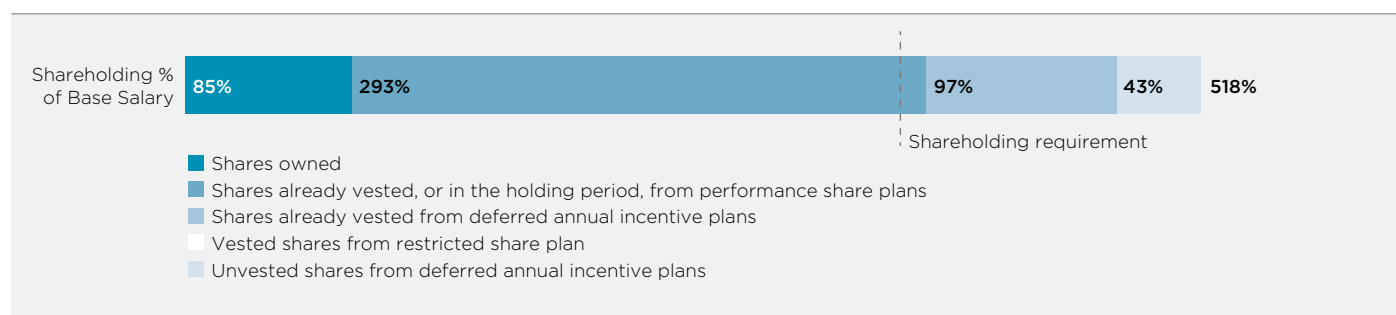 Shareholding %
of Base Salary
85% 293% 97% 43% 518%
Shareholding requirement
Shares owned
Shares already vested, or in the holding period, from performance share plans
Shares already vested from deferred annual incentive plans
Vested shares from restricted share plan
Unvested shares from deferred annual incentive plans